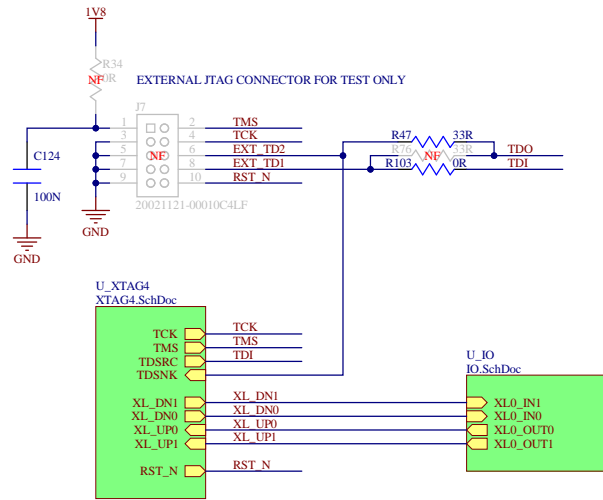 1V8
R34
NF 0R
EXTERNAL JTAG CONNECTOR FOR TEST ONLY
J7
1 2 TMS
3 4 TCK
5 NF 6 EXT_TD2
7 8 EXT_TD1
9 10 RST_N
20021121-00010C4LF
C124
100N
GND
GND
R47 33R
R76 NF 33R
R103 0R
TDO
TDI
U_XTAG4
XTAG4.SchDoc
TCK TCK
TMS TMS
TDSRC TDI
TDSNK
XL_DN1 XL_DN1
XL_DN0 XL_DN0
XL_UP0 XL_UP0
XL_UP1 XL_UP1
RST_N RST_N
U_IO
IO.SchDoc
XL0_IN1
XL0_IN0
XL0_OUT0
XL0_OUT1